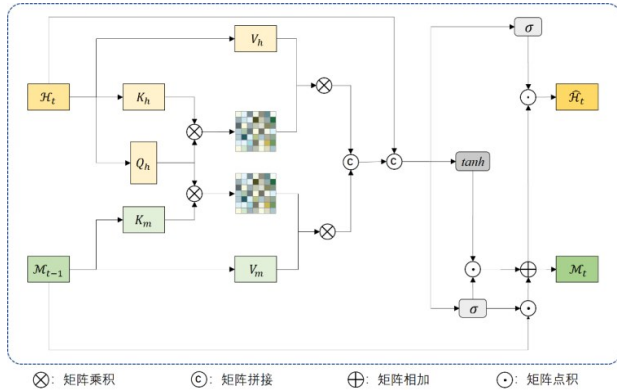 V_h
σ
ℋ_t
K_h
Ĥ_t
Q_h
C
C
tanh
K_m
ℳ_{t-1}
V_m
ℳ_t
σ
⊗: 矩阵乘积
©: 矩阵拼接
⊕: 矩阵相加
⊙: 矩阵点积